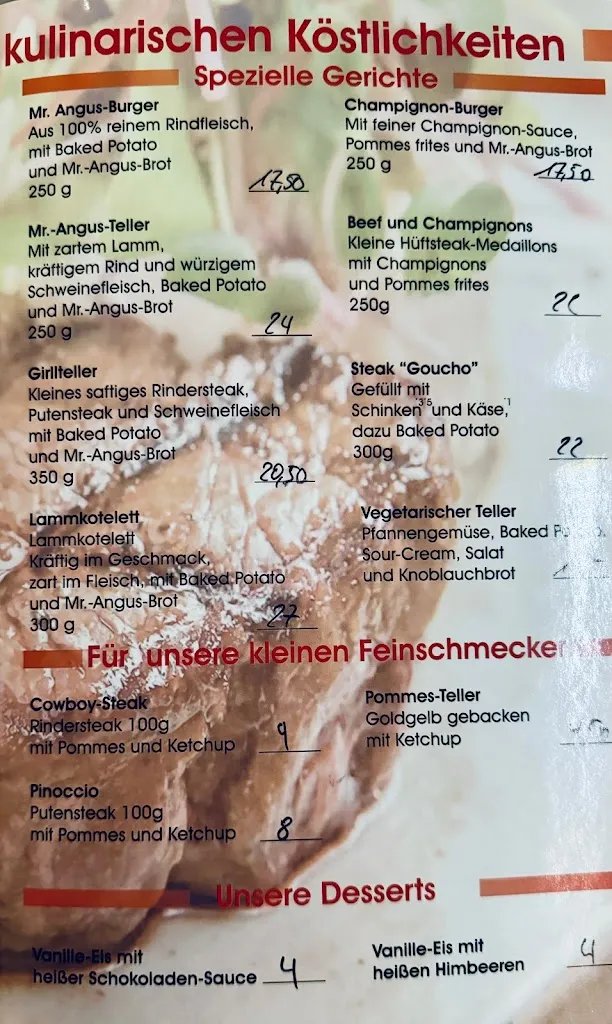 kulinarischen Köstlichkeiten
Spezielle Gerichte
Mr. Angus-Burger
Aus 100% reinem Rindfleisch,
mit Baked Potato
und Mr.-Angus-Brot
250 g 17,50
Champignon-Burger
Mit feiner Champignon-Sauce,
Pommes frites und Mr.-Angus-Brot
250 g 17,50
Mr.-Angus-Teller
Mit zartem Lamm,
kräftigem Rind und würzigem
Schweinefleisch, Baked Potato
und Mr.-Angus-Brot
250 g 24
Beef und Champignons
Kleine Hüftsteak-Medaillons
mit Champignons
und Pommes frites
250g
Girllteller
Kleines saftiges Rindersteak,
Putensteak und Schweinefleisch
mit Baked Potato
und Mr.-Angus-Brot
350 g 20,50
Steak “Goucho”
Gefüllt mit
Schinken 3,5 und Käse, 1
dazu Baked Potato
300g 22
Lammkotelett
Lammkotelett
Kräftig im Geschmack,
zart im Fleisch, mit Baked Potato
und Mr.-Angus-Brot
300 g 27
Vegetarischer Teller
Pfannengemüse, Baked
Sour-Cream, Salat
und Knoblauchbrot
Für unsere kleinen Feinschmecker
Cowboy-Steak
Rindersteak 100g
mit Pommes und Ketchup 9
Pommes-Teller
Goldgelb gebacken
mit Ketchup
Pinoccio
Putensteak 100g
mit Pommes und Ketchup 8
Unsere Desserts
Vanille-Eis mit
heißer Schokoladen-Sauce 4
Vanille-Eis mit
heißen Himbeeren 4